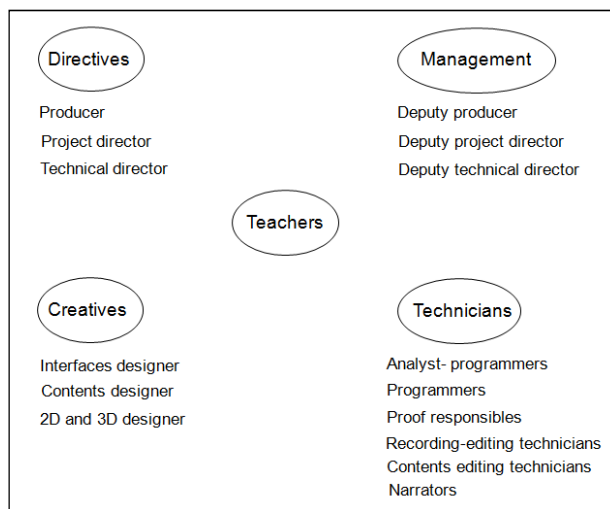 Directives
Producer
Project director
Technical director
Management
Deputy producer
Deputy project director
Deputy technical director
Teachers
Creatives
Interfaces designer
Contents designer
2D and 3D designer
Technicians
Analyst- programmers
Programmers
Proof responsibles
Recording-editing technicians
Contents editing technicians
Narrators